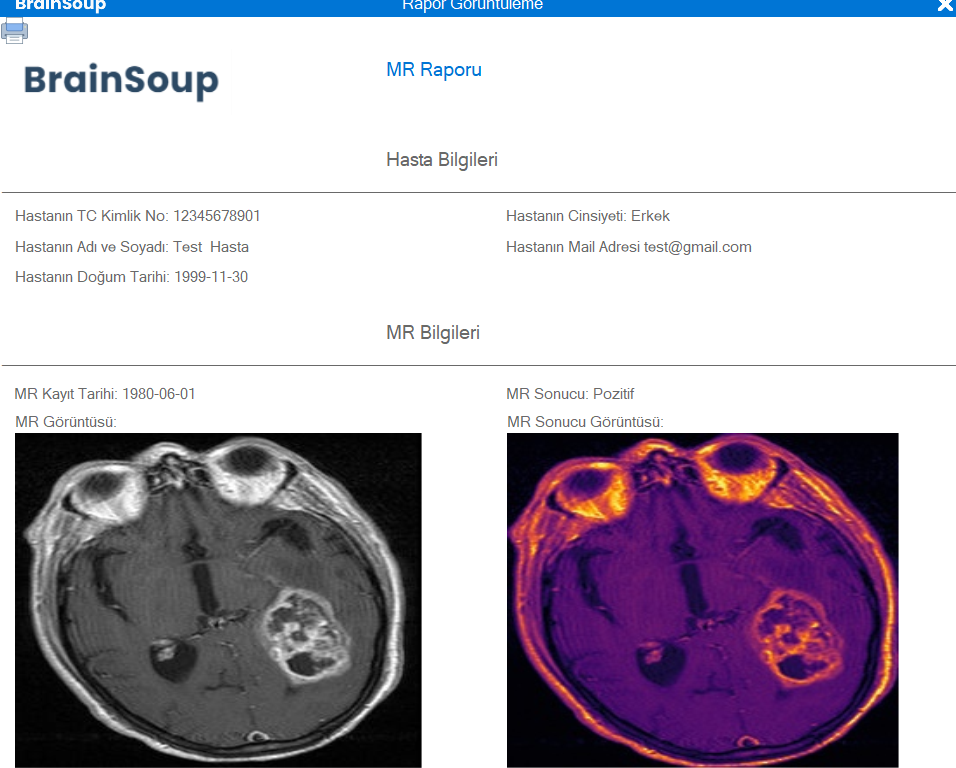 BrainSoup
Rapor Görüntüleme
BrainSoup
MR Raporu
Hasta Bilgileri
Hastanın TC Kimlik No: 12345678901
Hastanın Cinsiyeti: Erkek
Hastanın Adı ve Soyadı: Test  Hasta
Hastanın Mail Adresi test@gmail.com
Hastanın Doğum Tarihi: 1999-11-30
MR Bilgileri
MR Kayıt Tarihi: 1980-06-01
MR Sonucu: Pozitif
MR Görüntüsü:
MR Sonucu Görüntüsü: